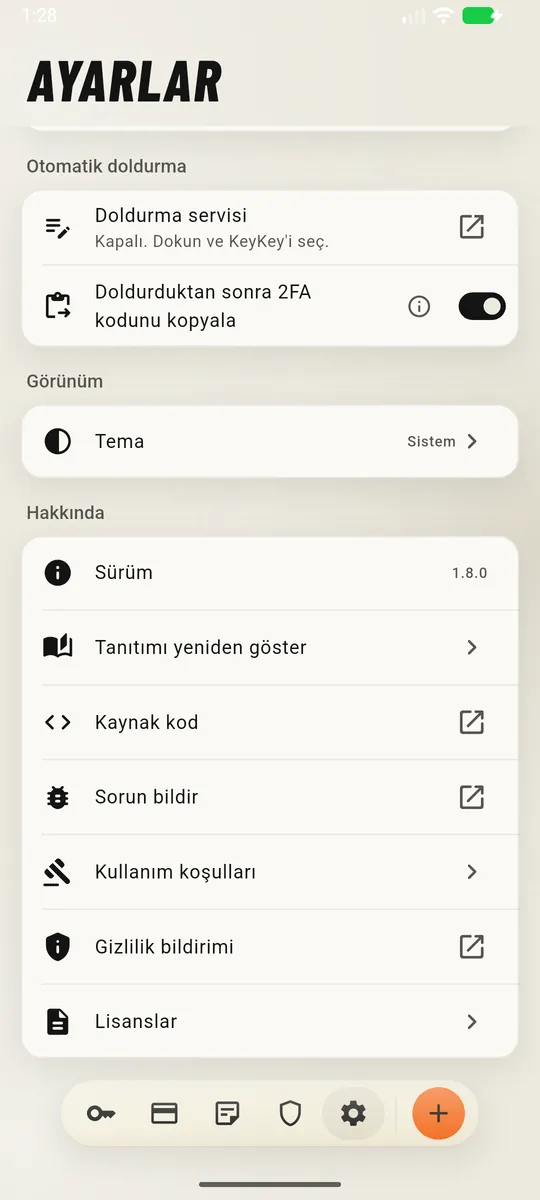 1:28
AYARLAR
Otomatik doldurma
Doldurma servisi
Kapalı. Dokun ve KeyKey'i seç.
Doldurduktan sonra 2FA
kodunu kopyala
Görünüm
Tema
Sistem
Hakkında
Sürüm
1.8.0
Tanıtımı yeniden göster
Kaynak kod
Sorun bildir
Kullanım koşulları
Gizlilik bildirimi
Lisanslar